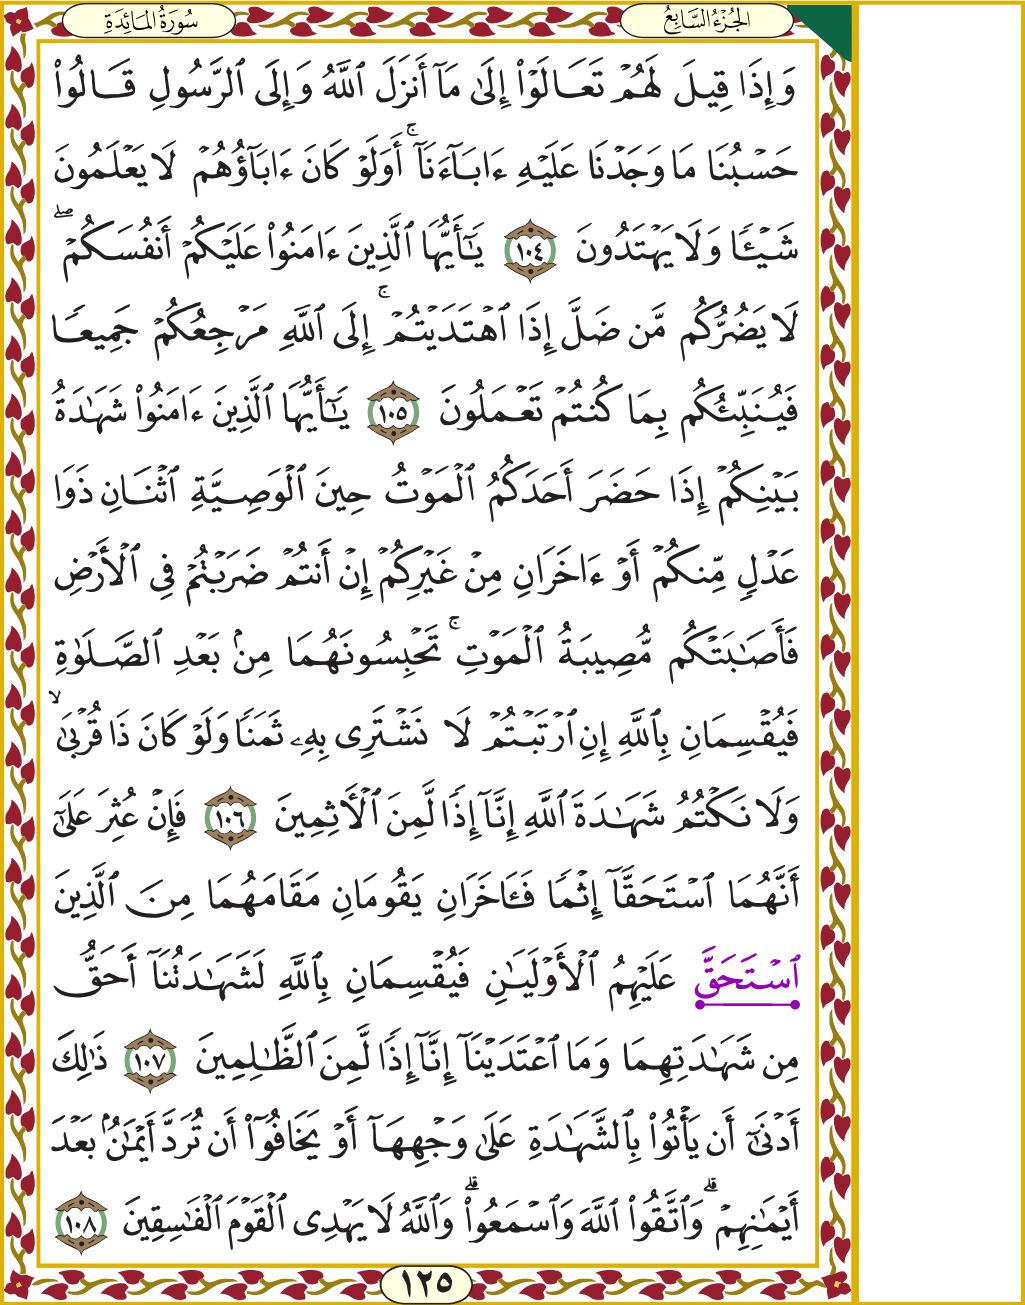 الجُزْءُ السَّابِعُ
سُورَةُ المَائِدَةِ
وَإِذَا قِيلَ لَهُمۡ تَعَالَوۡاْ إِلَىٰ مَآ أَنزَلَ ٱللَّهُ وَإِلَى ٱلرَّسُولِ قَالُواْ
حَسۡبُنَا مَا وَجَدۡنَا عَلَيۡهِ ءَابَآءَنَآۚ أَوَلَوۡ كَانَ ءَابَآؤُهُمۡ لَا يَعۡلَمُونَ
شَيۡـٔٗا وَلَا يَهۡتَدُونَ ١٠٤ يَٰٓأَيُّهَا ٱلَّذِينَ ءَامَنُواْ عَلَيۡكُمۡ أَنفُسَكُمۡۖ
لَا يَضُرُّكُم مَّن ضَلَّ إِذَا ٱهۡتَدَيۡتُمۡۚ إِلَى ٱللَّهِ مَرۡجِعُكُمۡ جَمِيعٗا
فَيُنَبِّئُكُم بِمَا كُنتُمۡ تَعۡمَلُونَ ١٠٥ يَٰٓأَيُّهَا ٱلَّذِينَ ءَامَنُواْ شَهَٰدَةُ
بَيۡنِكُمۡ إِذَا حَضَرَ أَحَدَكُمُ ٱلۡمَوۡتُ حِينَ ٱلۡوَصِيَّةِ ٱثۡنَانِ ذَوَا
عَدۡلٖ مِّنكُمۡ أَوۡ ءَاخَرَانِ مِنۡ غَيۡرِكُمۡ إِنۡ أَنتُمۡ ضَرَبۡتُمۡ فِي ٱلۡأَرۡضِ
فَأَصَٰبَتۡكُم مُّصِيبَةُ ٱلۡمَوۡتِۚ تَحۡبِسُونَهُمَا مِنۢ بَعۡدِ ٱلصَّلَوٰةِ
فَيُقۡسِمَانِ بِٱللَّهِ إِنِ ٱرۡتَبۡتُمۡ لَا نَشۡتَرِي بِهِۦ ثَمَنٗا وَلَوۡ كَانَ ذَا قُرۡبَىٰ ۙ
وَلَا نَكۡتُمُ شَهَٰدَةَ ٱللَّهِ إِنَّآ إِذٗا لَّمِنَ ٱلۡأٓثِمِينَ ١٠٦ فَإِنۡ عُثِرَ عَلَىٰٓ
أَنَّهُمَا ٱسۡتَحَقَّآ إِثۡمٗا فَـَٔاخَرَانِ يَقُومَانِ مَقَامَهُمَا مِنَ ٱلَّذِينَ
ٱسۡتَحَقَّ عَلَيۡهِمُ ٱلۡأَوۡلَيَٰنِ فَيُقۡسِمَانِ بِٱللَّهِ لَشَهَٰدَتُنَآ أَحَقُّ
مِن شَهَٰدَتِهِمَا وَمَا ٱعۡتَدَيۡنَآ إِنَّآ إِذٗا لَّمِنَ ٱلظَّٰلِمِينَ ١٠٧ ذَٰلِكَ
أَدۡنَىٰٓ أَن يَأۡتُواْ بِٱلشَّهَٰدَةِ عَلَىٰ وَجۡهِهَآ أَوۡ يَخَافُوٓاْ أَن تُرَدَّ أَيۡمَٰنُۢ بَعۡدَ
أَيۡمَٰنِهِمۡۗ وَٱتَّقُواْ ٱللَّهَ وَٱسۡمَعُواْۗ وَٱللَّهُ لَا يَهۡدِي ٱلۡقَوۡمَ ٱلۡفَٰسِقِينَ ١٠٨
١٢٥